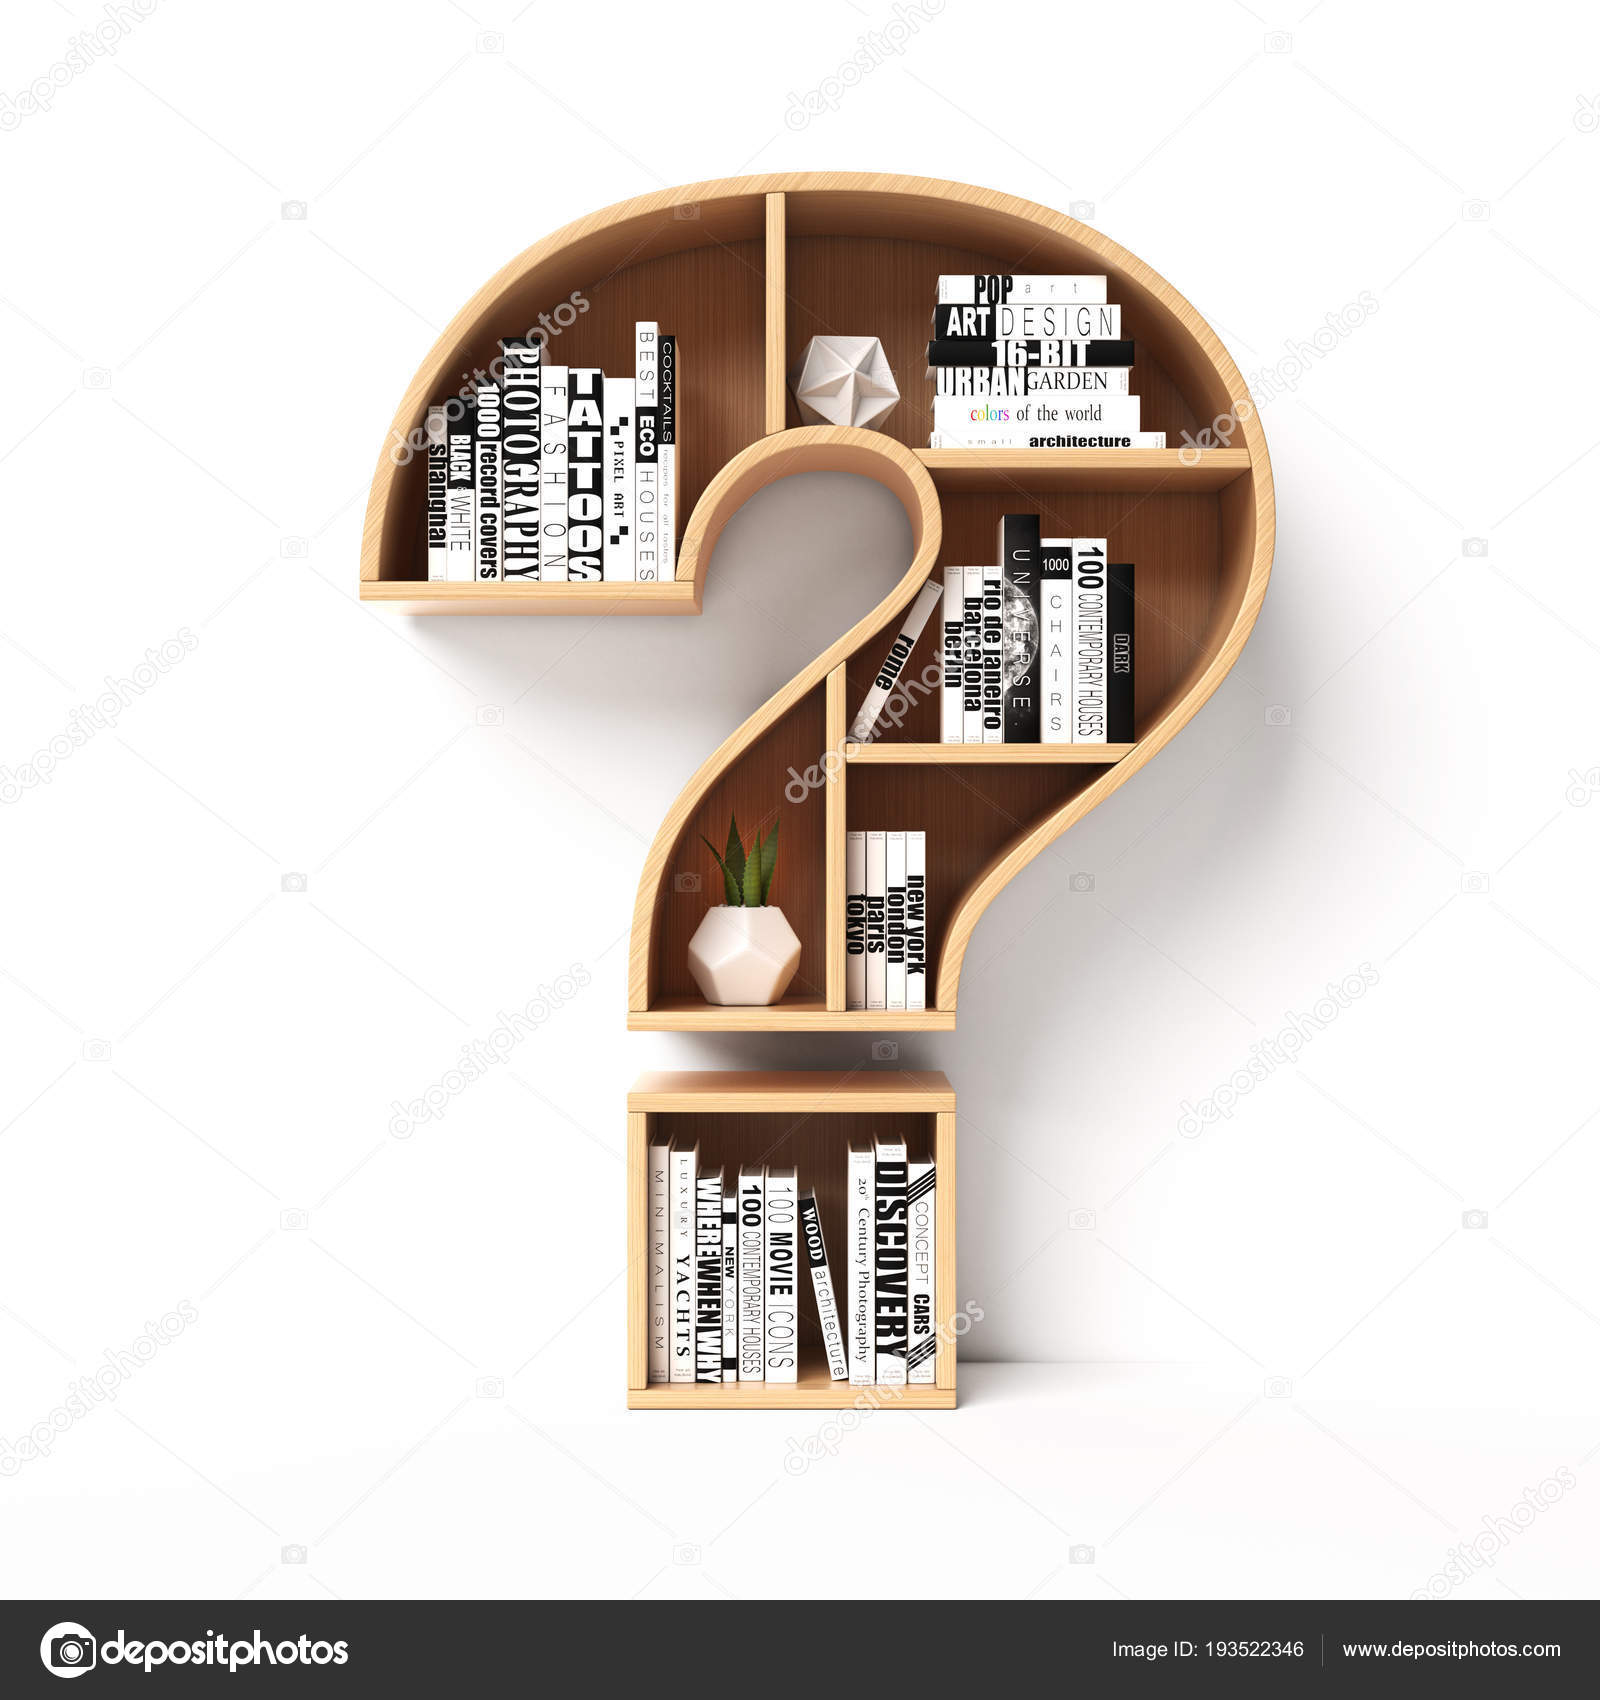 POP art
ART DESIGN
16-BIT
URBAN GARDEN
colors of the world
small architecture
shanghai
BLACK & WHITE
1000 record covers
PHOTOGRAPHY
FASHION
TATTOOS
PIXEL ART
BEST ECO HOUSES
COCKTAILS recipes for all tastes
rome
berlin
barcelona
rio de janeiro
UNIVERSE
1000 CHAIRS
100 CONTEMPORARY HOUSES
DARK
tokyo
paris
london
new york
MINIMALISM
LUXURY YACHTS
WHEREWHENWHY
NEW YORK
100 CONTEMPORARY HOUSES
100 MOVIE ICONS
WOOD architecture
20th Century Photography
DISCOVERY
CONCEPT CARS
depositphotos
Image ID: 193522346
www.depositphotos.com